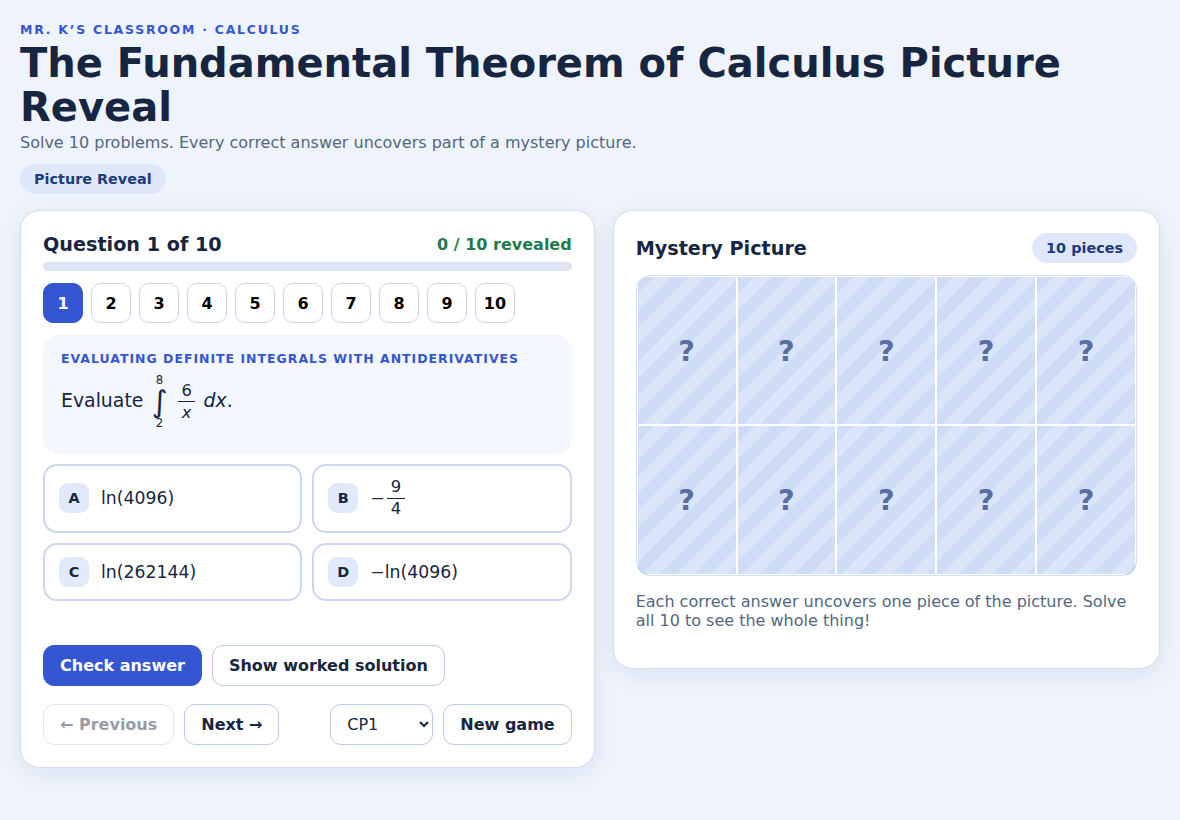 MR. K’S CLASSROOM · CALCULUS
The Fundamental Theorem of Calculus Picture
Reveal
Solve 10 problems. Every correct answer uncovers part of a mystery picture.
Picture Reveal
Question 1 of 10
0 / 10 revealed
1 2 3 4 5 6 7 8 9 10
EVALUATING DEFINITE INTEGRALS WITH ANTIDERIVATIVES
Evaluate ∫₂⁸ 6/x dx.
A ln(4096)
B −9/4
C ln(262144)
D −ln(4096)
Check answer
Show worked solution
← Previous
Next →
CP1
New game
Mystery Picture
10 pieces
? ? ? ? ?
? ? ? ? ?
Each correct answer uncovers one piece of the picture. Solve
all 10 to see the whole thing!